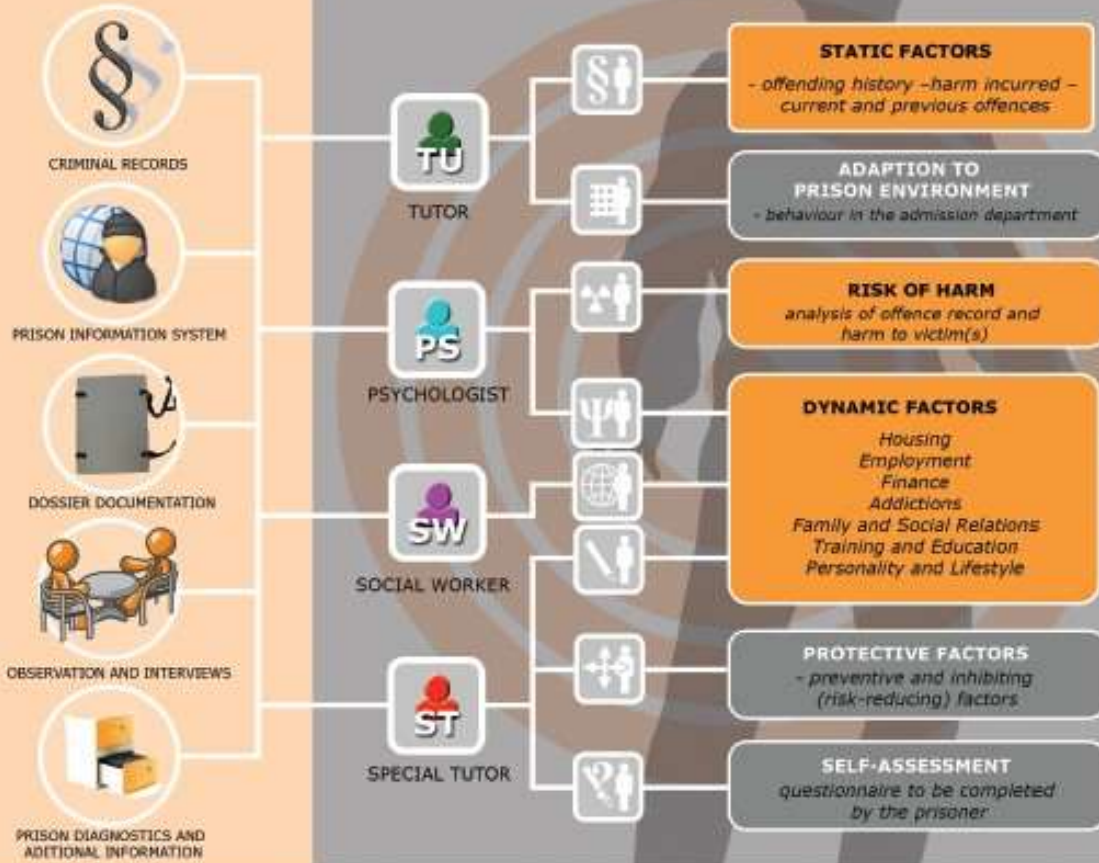 CRIMINAL RECORDS
PRISON INFORMATION SYSTEM
DOSSIER DOCUMENTATION
OBSERVATION AND INTERVIEWS
PRISON DIAGNOSTICS AND
ADITIONAL INFORMATION
TU
TUTOR
PS
PSYCHOLOGIST
SW
SOCIAL WORKER
ST
SPECIAL TUTOR
STATIC FACTORS
- offending history –harm incurred –
current and previous offences
ADAPTION TO
PRISON ENVIRONMENT
- behaviour in the admission department
RISK OF HARM
analysis of offence record and
harm to victim(s)
DYNAMIC FACTORS
Housing
Employment
Finance
Addictions
Family and Social Relations
Training and Education
Personality and Lifestyle
PROTECTIVE FACTORS
- preventive and inhibiting
(risk-reducing) factors
SELF-ASSESSMENT
questionnaire to be completed
by the prisoner